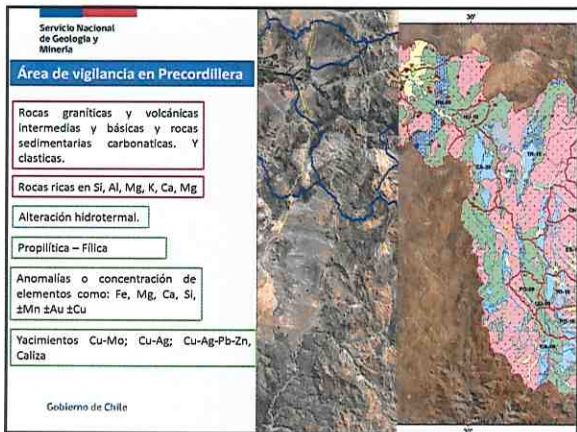 Servicio Nacional
de Geología y
Minería
Área de vigilancia en Precordillera
Rocas graníticas y volcánicas
intermedias y básicas y rocas
sedimentarias carbonaticas. Y
clasticas.
Rocas ricas en Si, Al, Mg, K, Ca, Mg
Alteración hidrotermal.
Propilítica – Fílica
Anomalías o concentración de
elementos como: Fe, Mg, Ca, Si,
±Mn ±Au ±Cu
Yacimientos Cu-Mo; Cu-Ag; Cu-Ag-Pb-Zn,
Caliza
Gobierno de Chile
30'